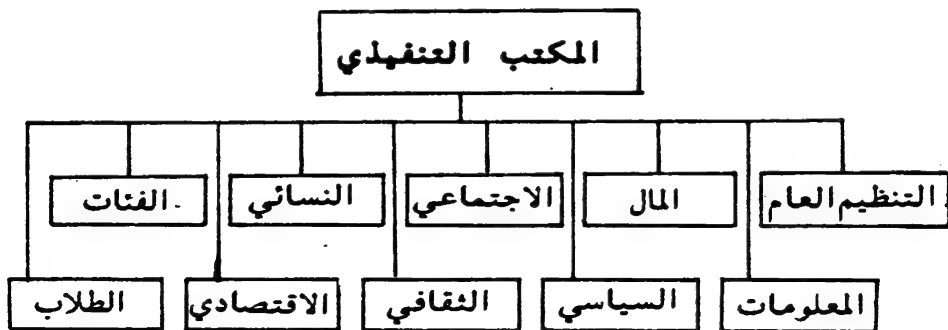 المكتب التنفيذي
التنظيم العام
المال
الاجتماعي
النسائي
الفئات
المعلومات
السياسي
الثقافي
الاقتصادي
الطلاب